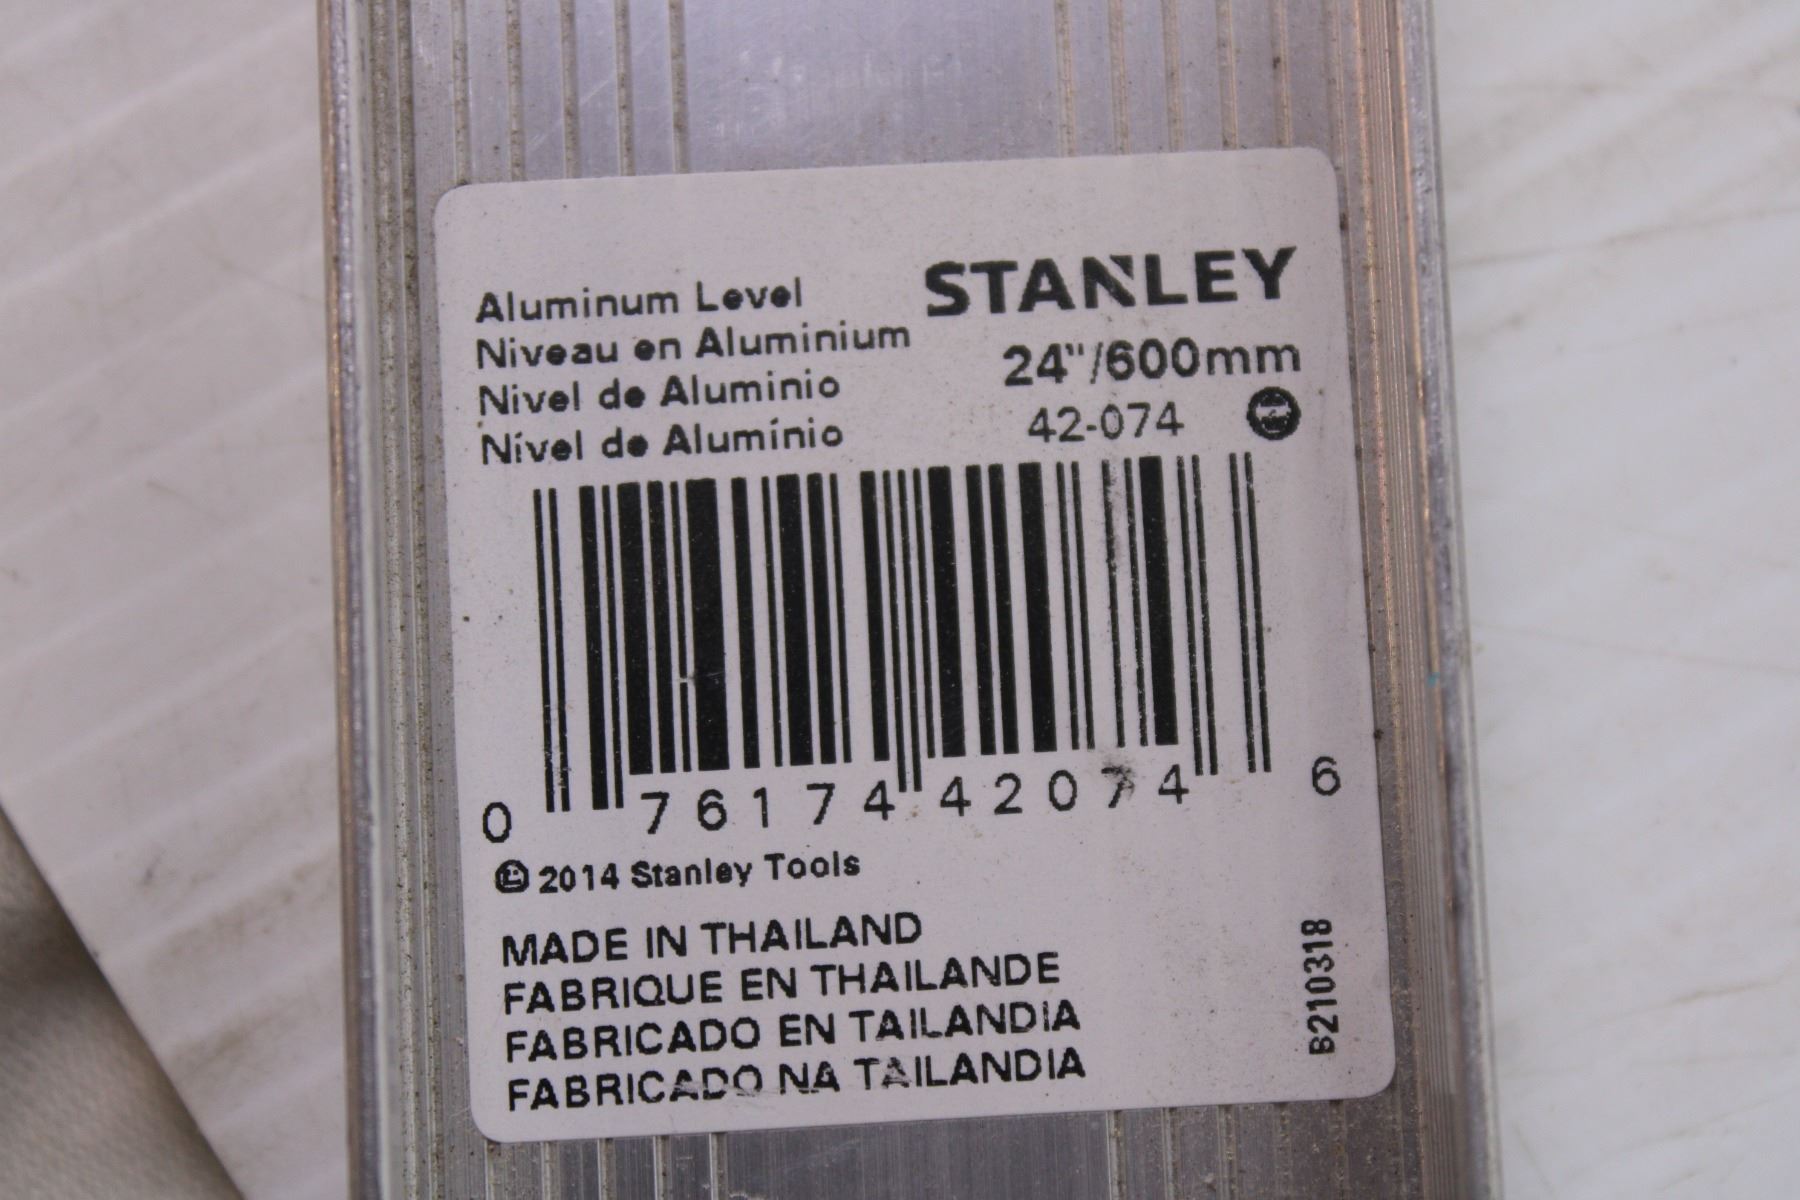 STANLEY
Aluminum Level
Niveau en Aluminium
Nivel de Aluminio
Nível de Alumínio
24"/600mm
42-074
0 76174 42074 6
© 2014 Stanley Tools
MADE IN THAILAND
FABRIQUE EN THAILANDE
FABRICADO EN TAILANDIA
FABRICADO NA TAILANDIA
B210318